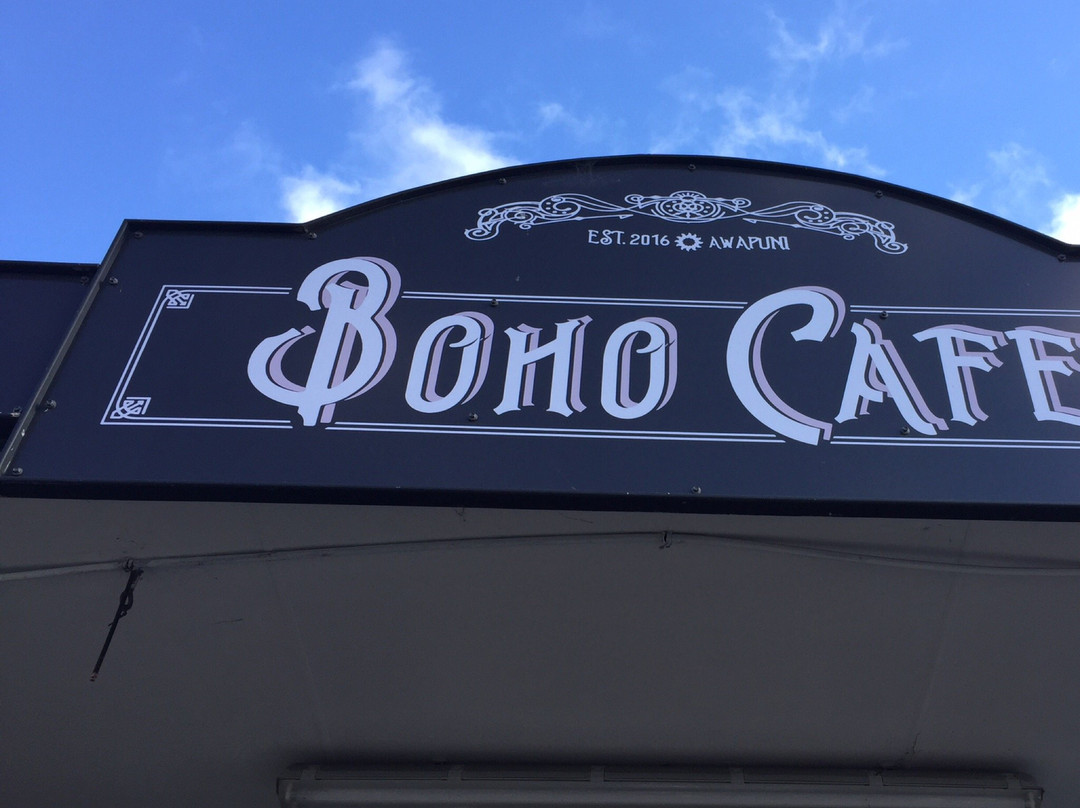 EST. 2016 AWAPUNI
BOHO CAFE